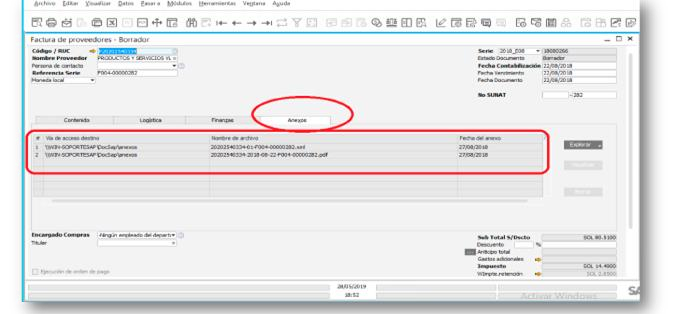 Archivo Editar Visualizar Datos Pasar a Módulos Herramientas Ventana Ayuda
Factura de proveedores - Borrador
Código / RUC P20202540334
Nombre Proveedor PRODUCTOS Y SERVICIOS VL
Persona de contacto
Referencia Serie F004-00000282
Moneda local
Serie 2018_E08 18080266
Estado Documento Borrador
Fecha Contabilización 22/08/2018
Fecha Vencimiento 22/08/2018
Fecha Documento 22/08/2018
No SUNAT -282
Contenido Logística Finanzas Anexos
# Vía de acceso destino Nombre de archivo Fecha del anexo
1 \\WIN-SOPORTESAP\DocSap\anexos 20202540334-01-F004-00000282.xml 27/08/2018
2 \\WIN-SOPORTESAP\DocSap\anexos 20202540334-2018-08-22-F004-00000282.pdf 27/08/2018
Explorar
Visualizar
Borrar
Encargado Compras -Ningún empleado del depart
Titular
Ejecución de orden de pago
Sub Total S/Dscto SOL 80.5100
Descuento %
Anticipo total
Gastos adicionales
Impuesto SOL 14.4900
WImpte.retención SOL 2.8500
28/05/2019
18:52
Activar Windows
SA